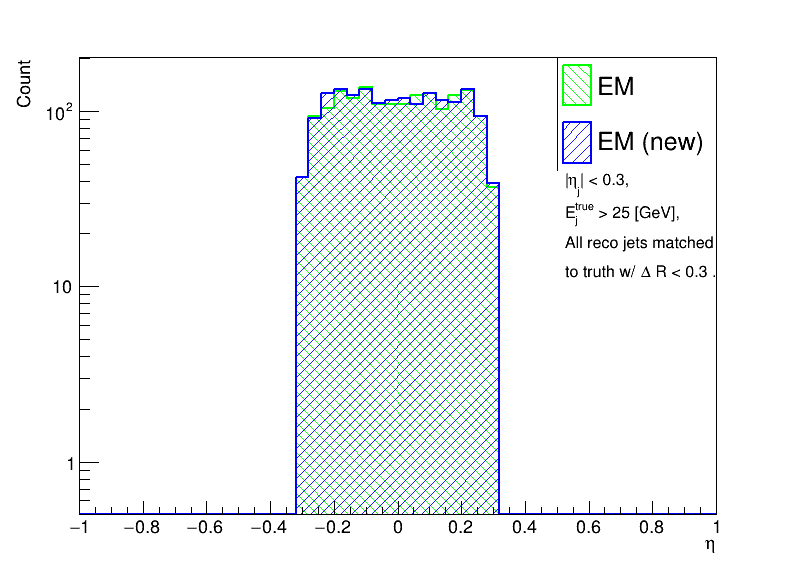 Count
10²
10
1
−1 −0.8 −0.6 −0.4 −0.2 0 0.2 0.4 0.6 0.8 1
η
EM
EM (new)
|η_j| < 0.3,
E_j^true > 25 [GeV],
All reco jets matched
to truth w/ Δ R < 0.3 .